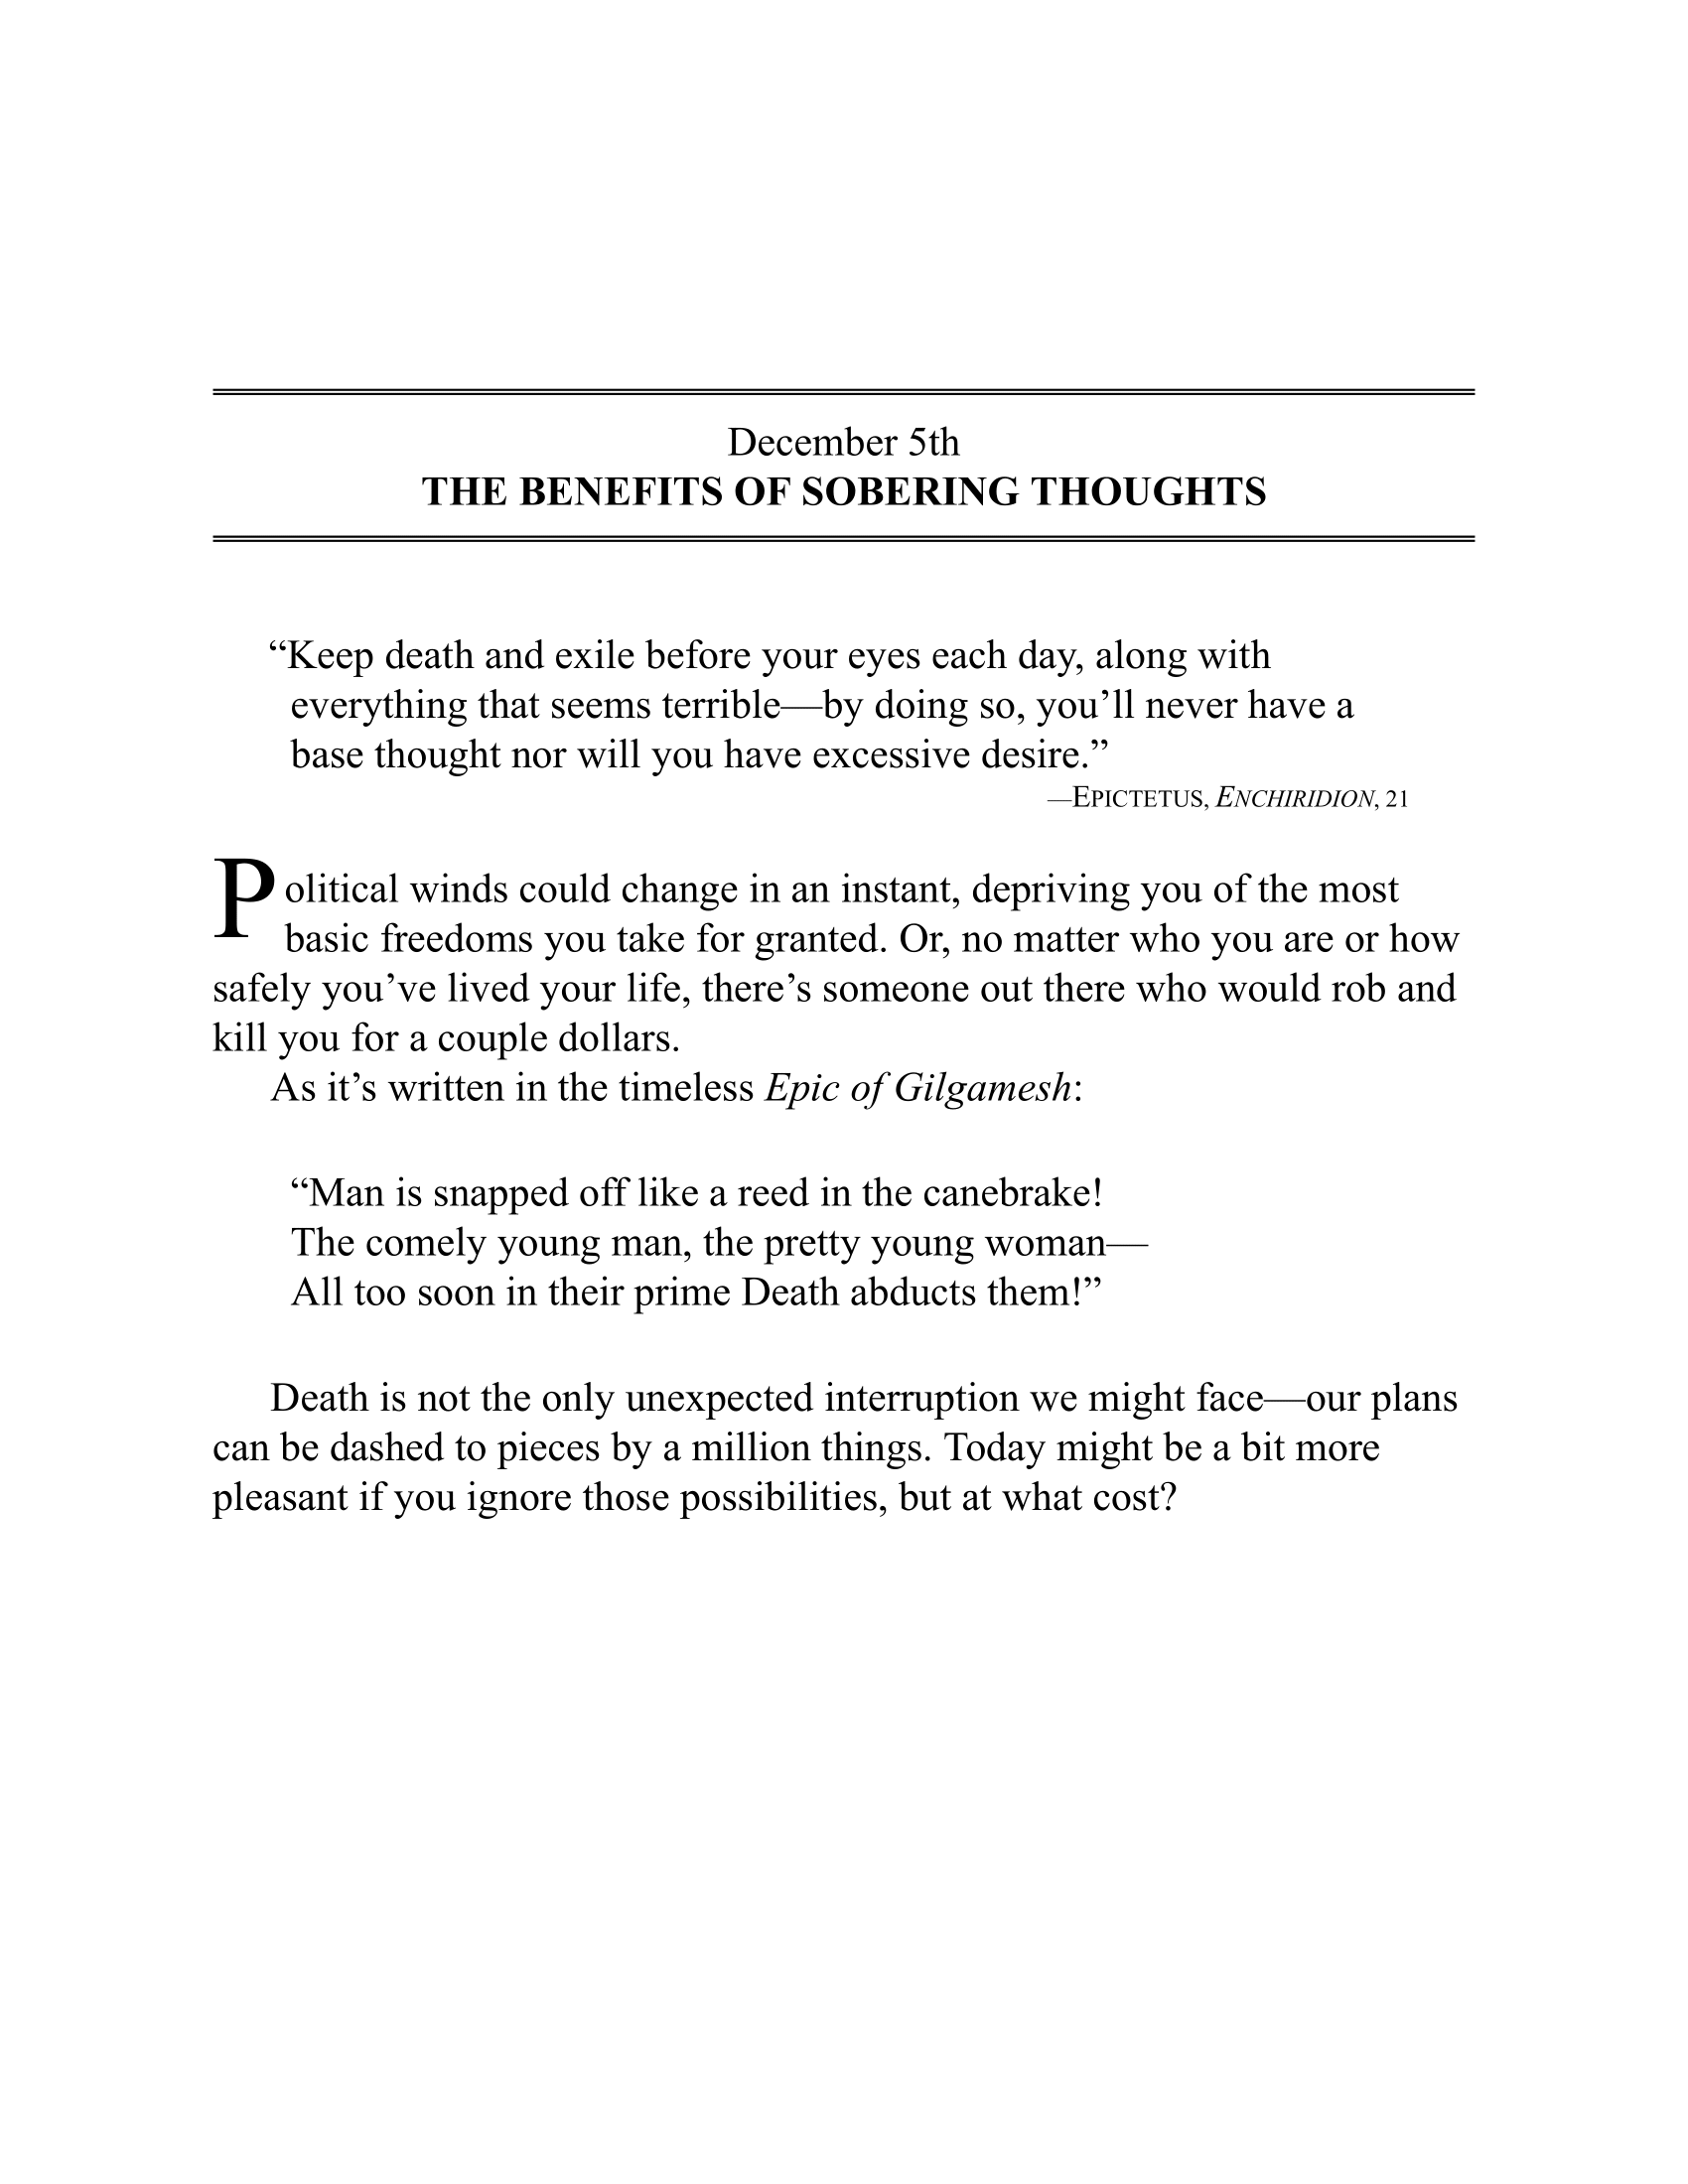 December 5th
THE BENEFITS OF SOBERING THOUGHTS
“Keep death and exile before your eyes each day, along with
everything that seems terrible—by doing so, you’ll never have a
base thought nor will you have excessive desire.”
—EPICTETUS, ENCHIRIDION, 21
Political winds could change in an instant, depriving you of the most
basic freedoms you take for granted. Or, no matter who you are or how
safely you’ve lived your life, there’s someone out there who would rob and
kill you for a couple dollars.
As it’s written in the timeless Epic of Gilgamesh:
“Man is snapped off like a reed in the canebrake!
The comely young man, the pretty young woman—
All too soon in their prime Death abducts them!”
Death is not the only unexpected interruption we might face—our plans
can be dashed to pieces by a million things. Today might be a bit more
pleasant if you ignore those possibilities, but at what cost?